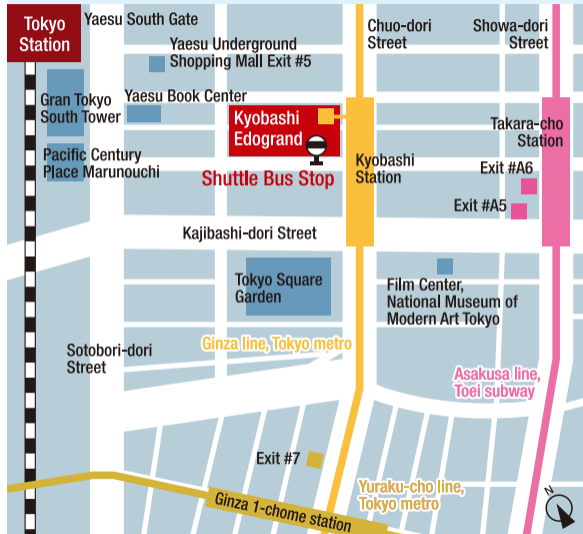 Tokyo
Station
Yaesu South Gate
Chuo-dori
Street
Showa-dori
Street
Yaesu Underground
Shopping Mall Exit #5
Gran Tokyo
South Tower
Yaesu Book Center
Kyobashi
Edogrand
Takara-cho
Station
Pacific Century
Place Marunouchi
Shuttle Bus Stop
Kyobashi
Station
Exit #A6
Exit #A5
Kajibashi-dori Street
Tokyo Square
Garden
Film Center,
National Museum of
Modern Art Tokyo
Ginza line, Tokyo metro
Sotobori-dori
Street
Asakusa line,
Toei subway
Exit #7
Yuraku-cho line,
Tokyo metro
Ginza 1-chome station
N